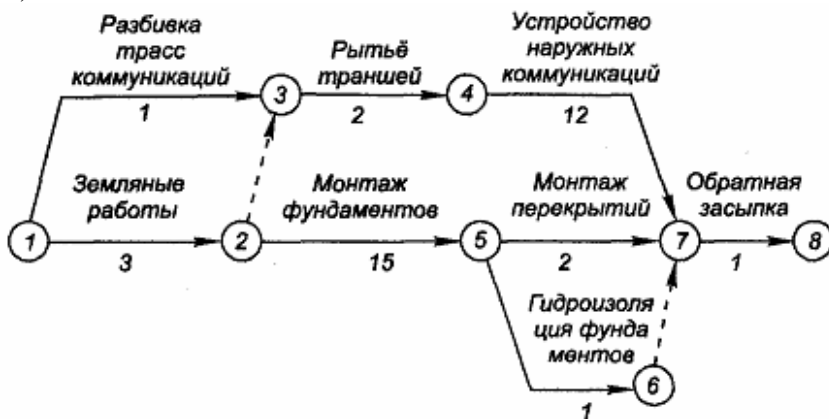 Разбивка
трасс
коммуникаций
1
Рытьё
траншей
2
Устройство
наружных
коммуникаций
12
3
4
Земляные
работы
3
Монтаж
фундаментов
15
Монтаж
перекрытий
2
Обратная
засыпка
1
1
2
5
7
8
Гидроизоля
ция фунда
ментов
1
6